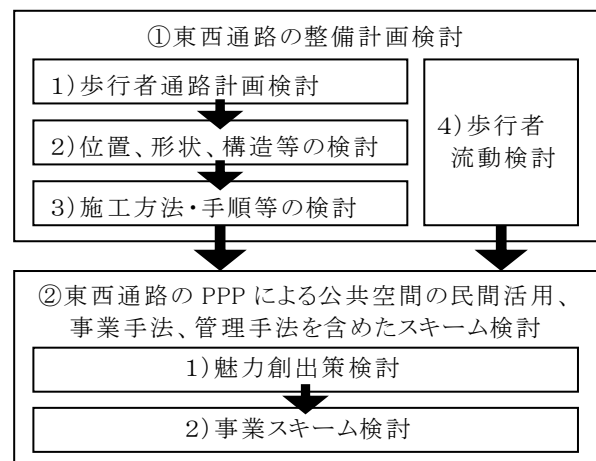 ①東西通路の整備計画検討
1)歩行者通路計画検討
2)位置、形状、構造等の検討
3)施工方法・手順等の検討
4)歩行者
流動検討
②東西通路の PPP による公共空間の民間活用、
事業手法、管理手法を含めたスキーム検討
1)魅力創出策検討
2)事業スキーム検討